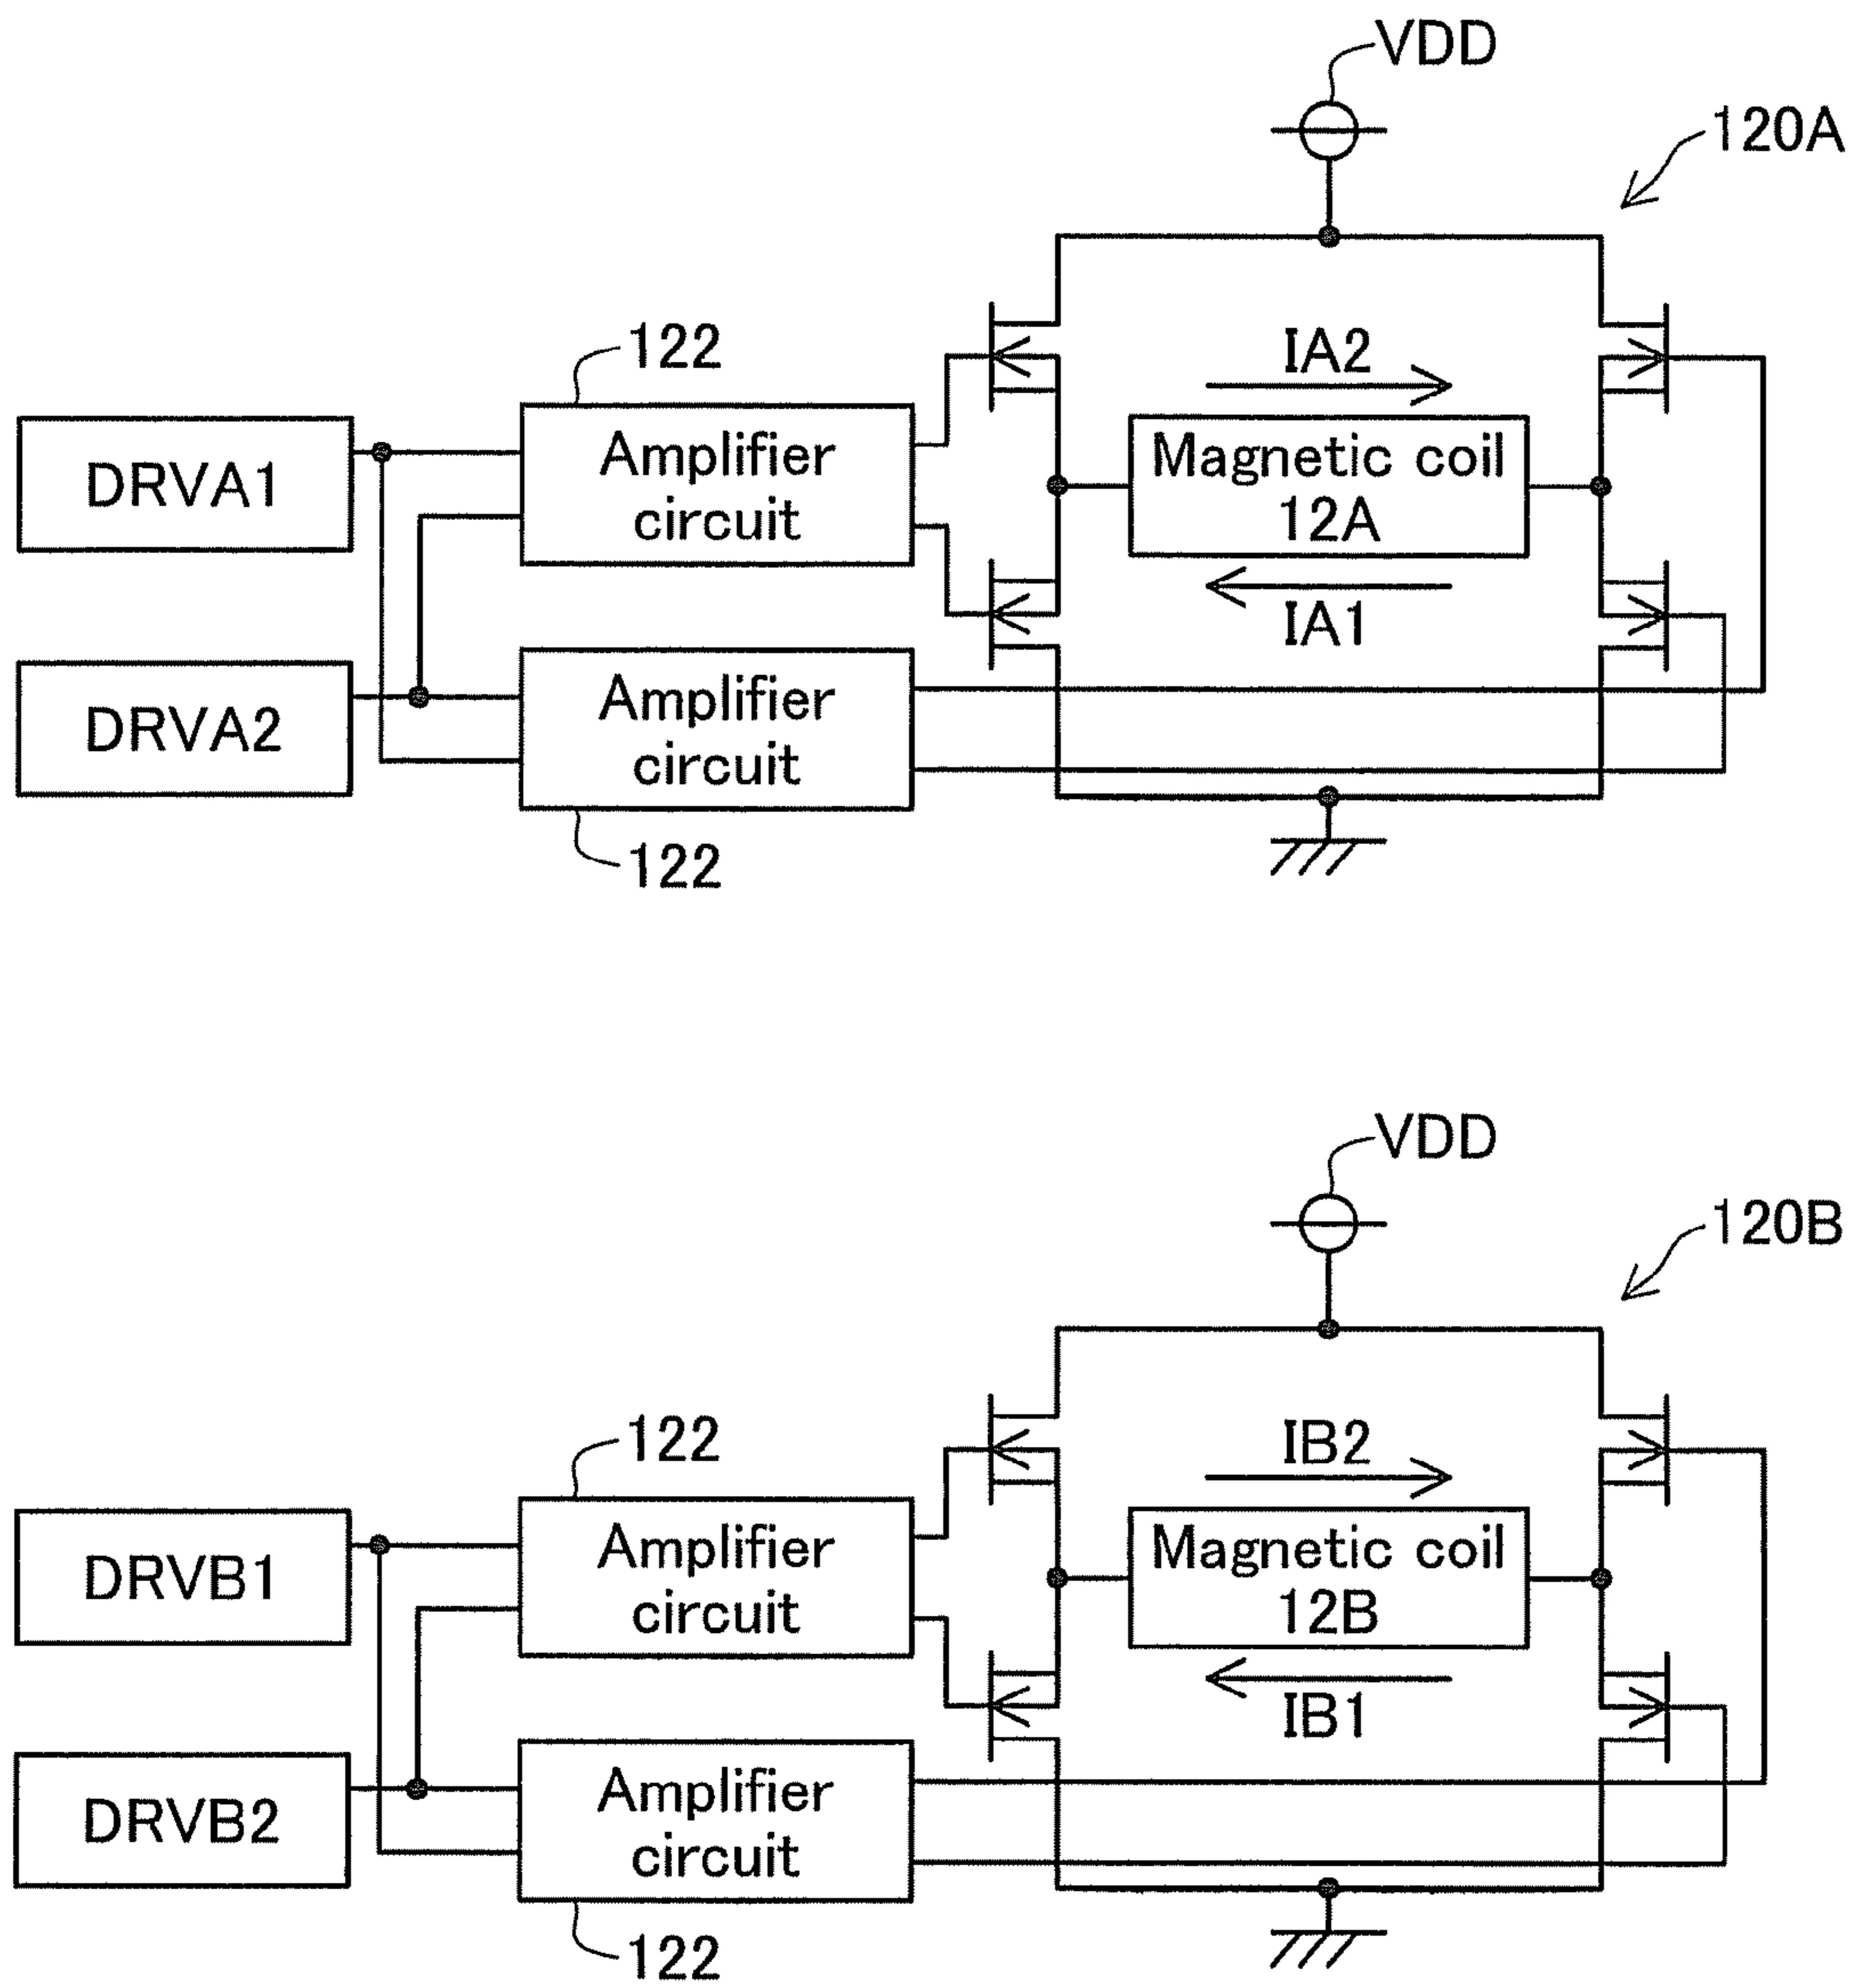 VDD
120A
122
IA2
DRVA1
Amplifier
circuit
Magnetic coil
12A
IA1
DRVA2
Amplifier
circuit
122
VDD
120B
122
IB2
DRVB1
Amplifier
circuit
Magnetic coil
12B
IB1
DRVB2
Amplifier
circuit
122